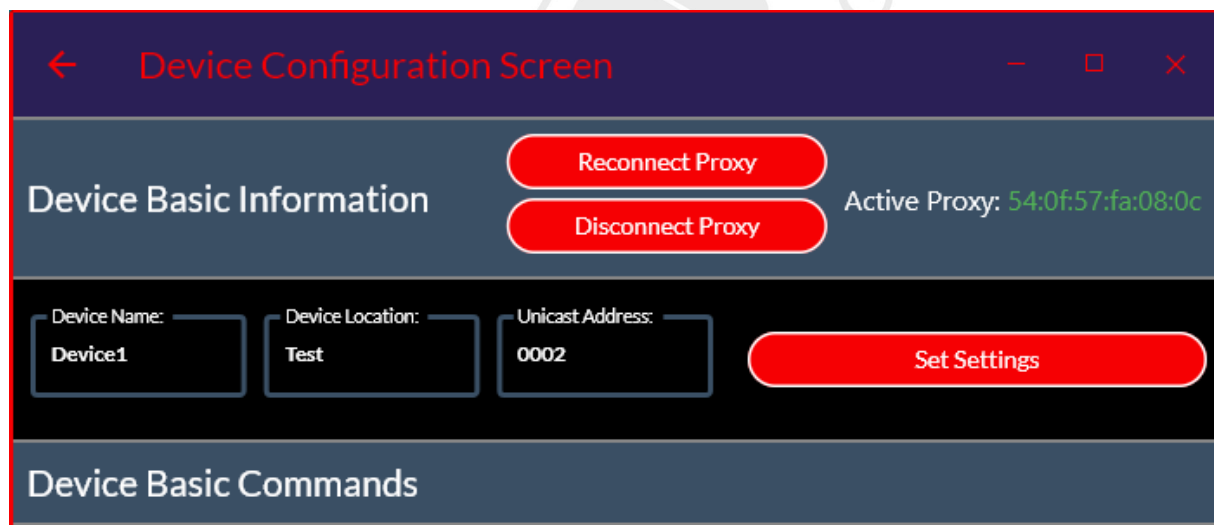 Device Configuration Screen
Device Basic Information
Reconnect Proxy
Disconnect Proxy
Active Proxy: 54:0f:57:fa:08:0c
Device Name:
Device1
Device Location:
Test
Unicast Address:
0002
Set Settings
Device Basic Commands